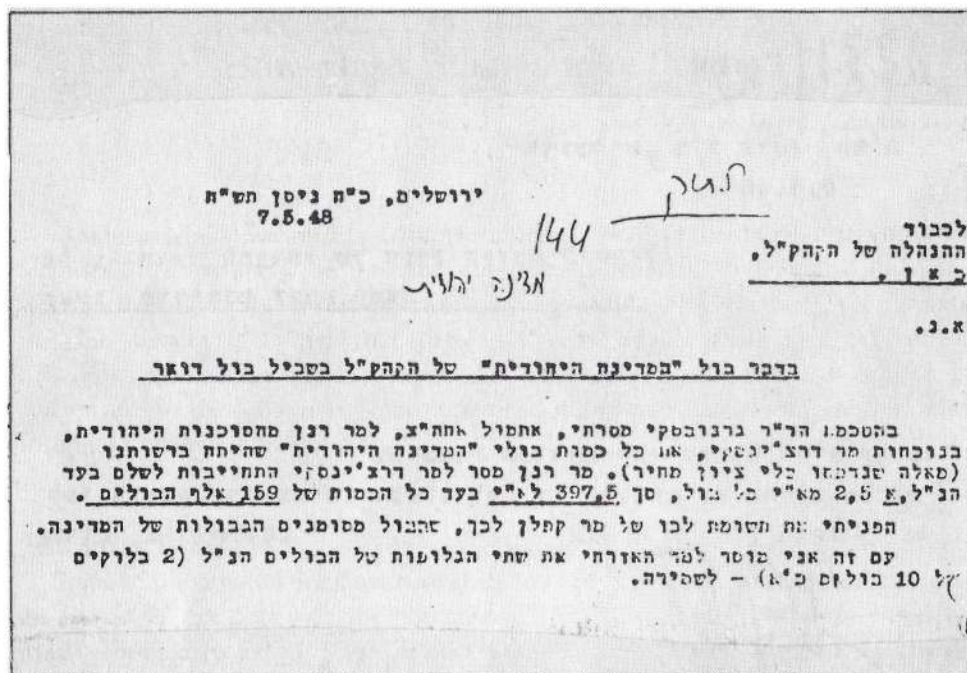 ירושלים, כ"ח ניסן תש"ח
7.5.48
144
מדינה יהודית
לכבוד
ההנהלה של הקהק"ל,
כ א ן
א.נ.
בדבר בול "במדינה היהודית" של הקהק"ל בשביל בול דואר
בהסכמת הד"ר גרנובסקי מסרתי, אתמול אחה"צ, למר רנן מהסוכנות היהודית,
בנוכחות מר דרצ'ינסקי, את כל כמות בולי "המדינה היהודית" שהיתה ברשותנו
(מאלה שנדפסו בלי ציון מחיר). מר רנן מסר למר דרצ'ינסקי התחייבות לשלם בעד
הנ"ל, א 2,5 מא"י כל בול, סך 397,5 לא"י בעד כל הכמות של 159 אלף הבולים.
הפניתי את תשומת לבו של מר קפלן לכך, שהבול מסומנים הגבולות של המדינה.
עם זה אני מוסר למר האזרחי את שתי הגלופות של הבולים הנ"ל (2 בלוקים
של 10 בולים כ"א) – לשמירה.